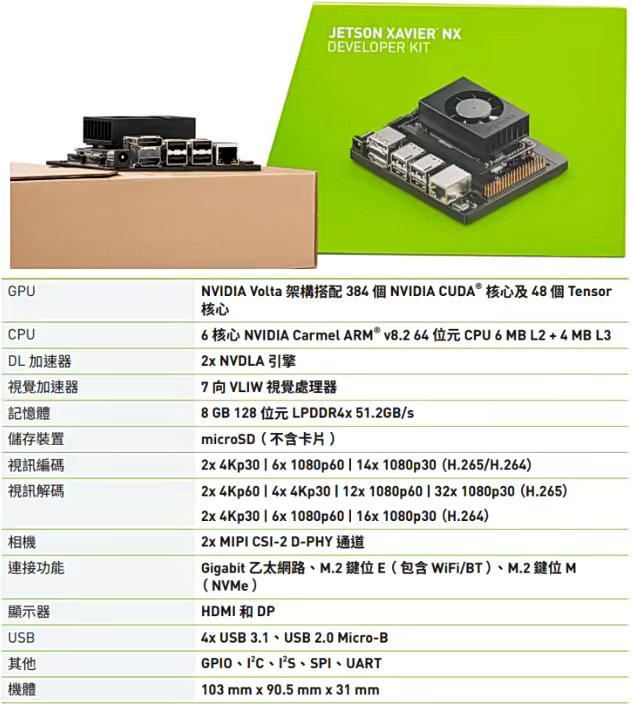 JETSON XAVIER™ NX
DEVELOPER KIT
GPU
NVIDIA Volta 架構搭配 384 個 NVIDIA CUDA® 核心及 48 個 Tensor
核心
CPU
6 核心 NVIDIA Carmel ARM® v8.2 64 位元 CPU 6 MB L2 + 4 MB L3
DL 加速器
2x NVDLA 引擎
視覺加速器
7 向 VLIW 視覺處理器
記憶體
8 GB 128 位元 LPDDR4x 51.2GB/s
儲存裝置
microSD（不含卡片）
視訊編碼
2x 4Kp30 | 6x 1080p60 | 14x 1080p30 (H.265/H.264)
視訊解碼
2x 4Kp60 | 4x 4Kp30 | 12x 1080p60 | 32x 1080p30 (H.265)
2x 4Kp30 | 6x 1080p60 | 16x 1080p30 (H.264)
相機
2x MIPI CSI-2 D-PHY 通道
連接功能
Gigabit 乙太網路、M.2 鍵位 E（包含 WiFi/BT）、M.2 鍵位 M
（NVMe）
顯示器
HDMI 和 DP
USB
4x USB 3.1、USB 2.0 Micro-B
其他
GPIO、I²C、I²S、SPI、UART
機體
103 mm x 90.5 mm x 31 mm